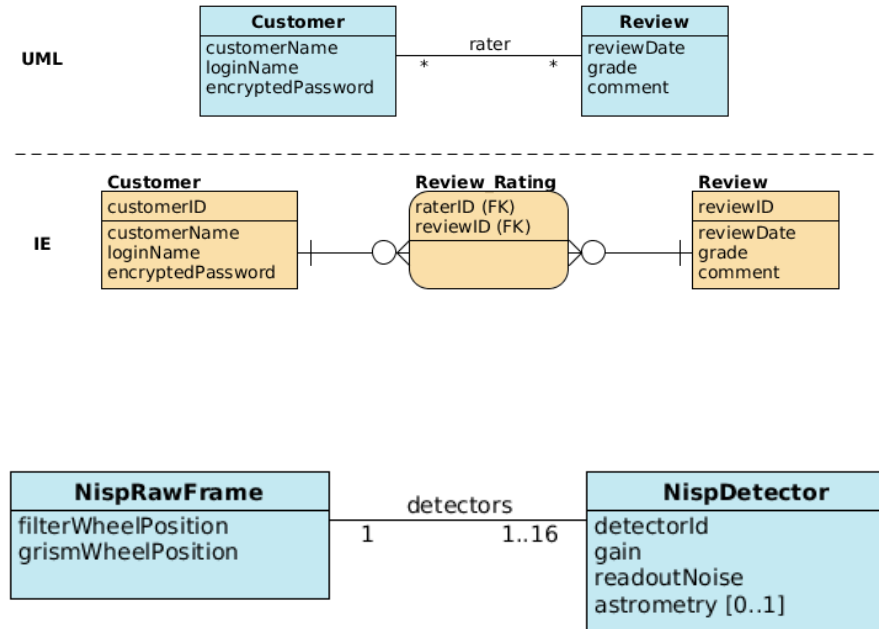 Customer
Review
customerName
loginName
encryptedPassword
rater
* *
reviewDate
grade
comment
UML
Customer
Review_Rating
Review
customerID
raterID (FK)
reviewID (FK)
reviewID
customerName
loginName
encryptedPassword
reviewDate
grade
comment
IE
NispRawFrame
filterWheelPosition
grismWheelPosition
detectors
1 1..16
NispDetector
detectorId
gain
readoutNoise
astrometry [0..1]